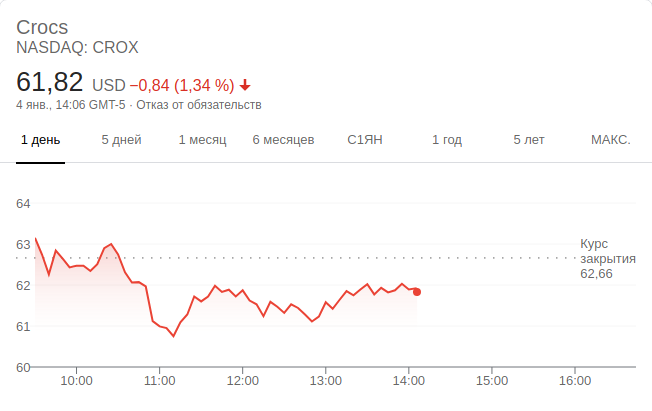 Crocs
NASDAQ: CROX
61,82 USD −0,84 (1,34 %)
4 янв., 14:06 GMT-5 · Отказ от обязательств
1 день 5 дней 1 месяц 6 месяцев С1ЯН 1 год 5 лет МАКС.
64
63
62
61
60
Курс
закрытия
62,66
10:00 11:00 12:00 13:00 14:00 15:00 16:00